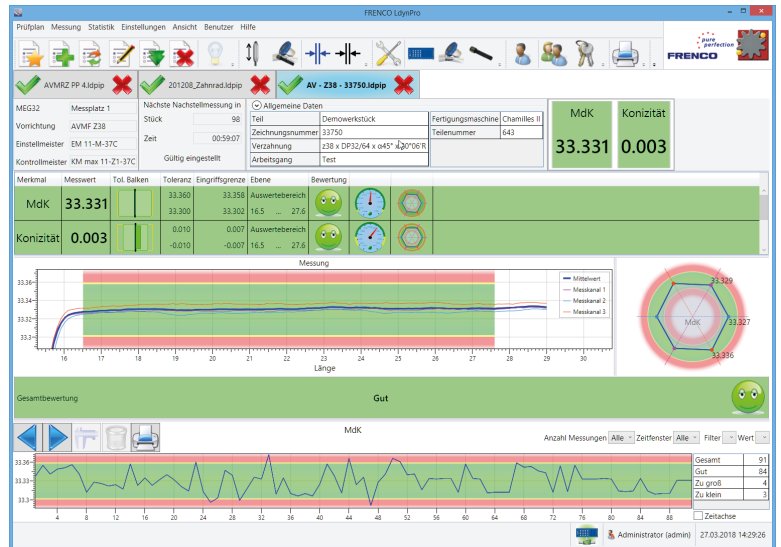 FRENCO LdynPro
Prüfplan Messung Statistik Einstellungen Ansicht Benutzer Hilfe
pure perfection
FRENCO
AVMRZ PP 4.ldpip
201208_Zahnrad.ldpip
AV - Z38 - 33750.ldpip
MEG32 Messplatz 1
Vorrichtung AVMF Z38
Einstellmeister EM 11-M-37C
Kontrollmeister KM max 11-Z1-37C
Nächste Nachstellmessung in
Stück 98
Zeit 00:59:07
Gültig eingestellt
Allgemeine Daten
Teil Demowerkstück Fertigungsmaschine Chamilles II
Zeichnungsnummer 33750 Teilenummer 643
Verzahnung z38 x DP32/64 x α45° x 20°06'R
Arbeitsgang Test
MdK Konizität
33.331 0.003
Merkmal Messwert Tol. Balken Toleranz Eingriffsgrenze Ebene Bewertung
MdK 33.331 33.360 33.358 Auswertebereich
33.300 33.302 16.5 ... 27.6
Konizität 0.003 0.010 0.007 Auswertebereich
-0.010 -0.007 16.5 ... 27.6
Messung
33.36
33.34
33.32
33.3
16 17 18 19 20 21 22 23 24 25 26 27 28 29 30
Länge
Mittelwert
Messkanal 1
Messkanal 2
Messkanal 3
33.329
MdK 33.327
33.336
Gesamtbewertung Gut
MdK
Anzahl Messungen Alle Zeitfenster Alle Filter Wert
33.36
33.3
4 8 12 16 20 24 28 32 36 40 44 48 52 56 60 64 68 72 76 80 84 88
Gesamt 91
Gut 84
Zu groß 4
Zu klein 3
Zeitachse
Administrator (admin) 27.03.2018 14:29:26